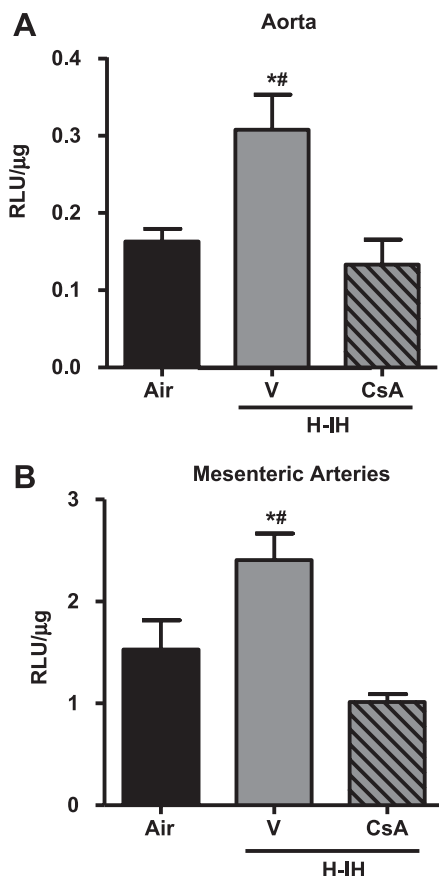 A
Aorta
RLU/µg
0.4
0.3
0.2
0.1
0.0
*#
Air
V
CsA
H-IH
B
Mesenteric Arteries
RLU/µg
3
2
1
0
*#
Air
V
CsA
H-IH